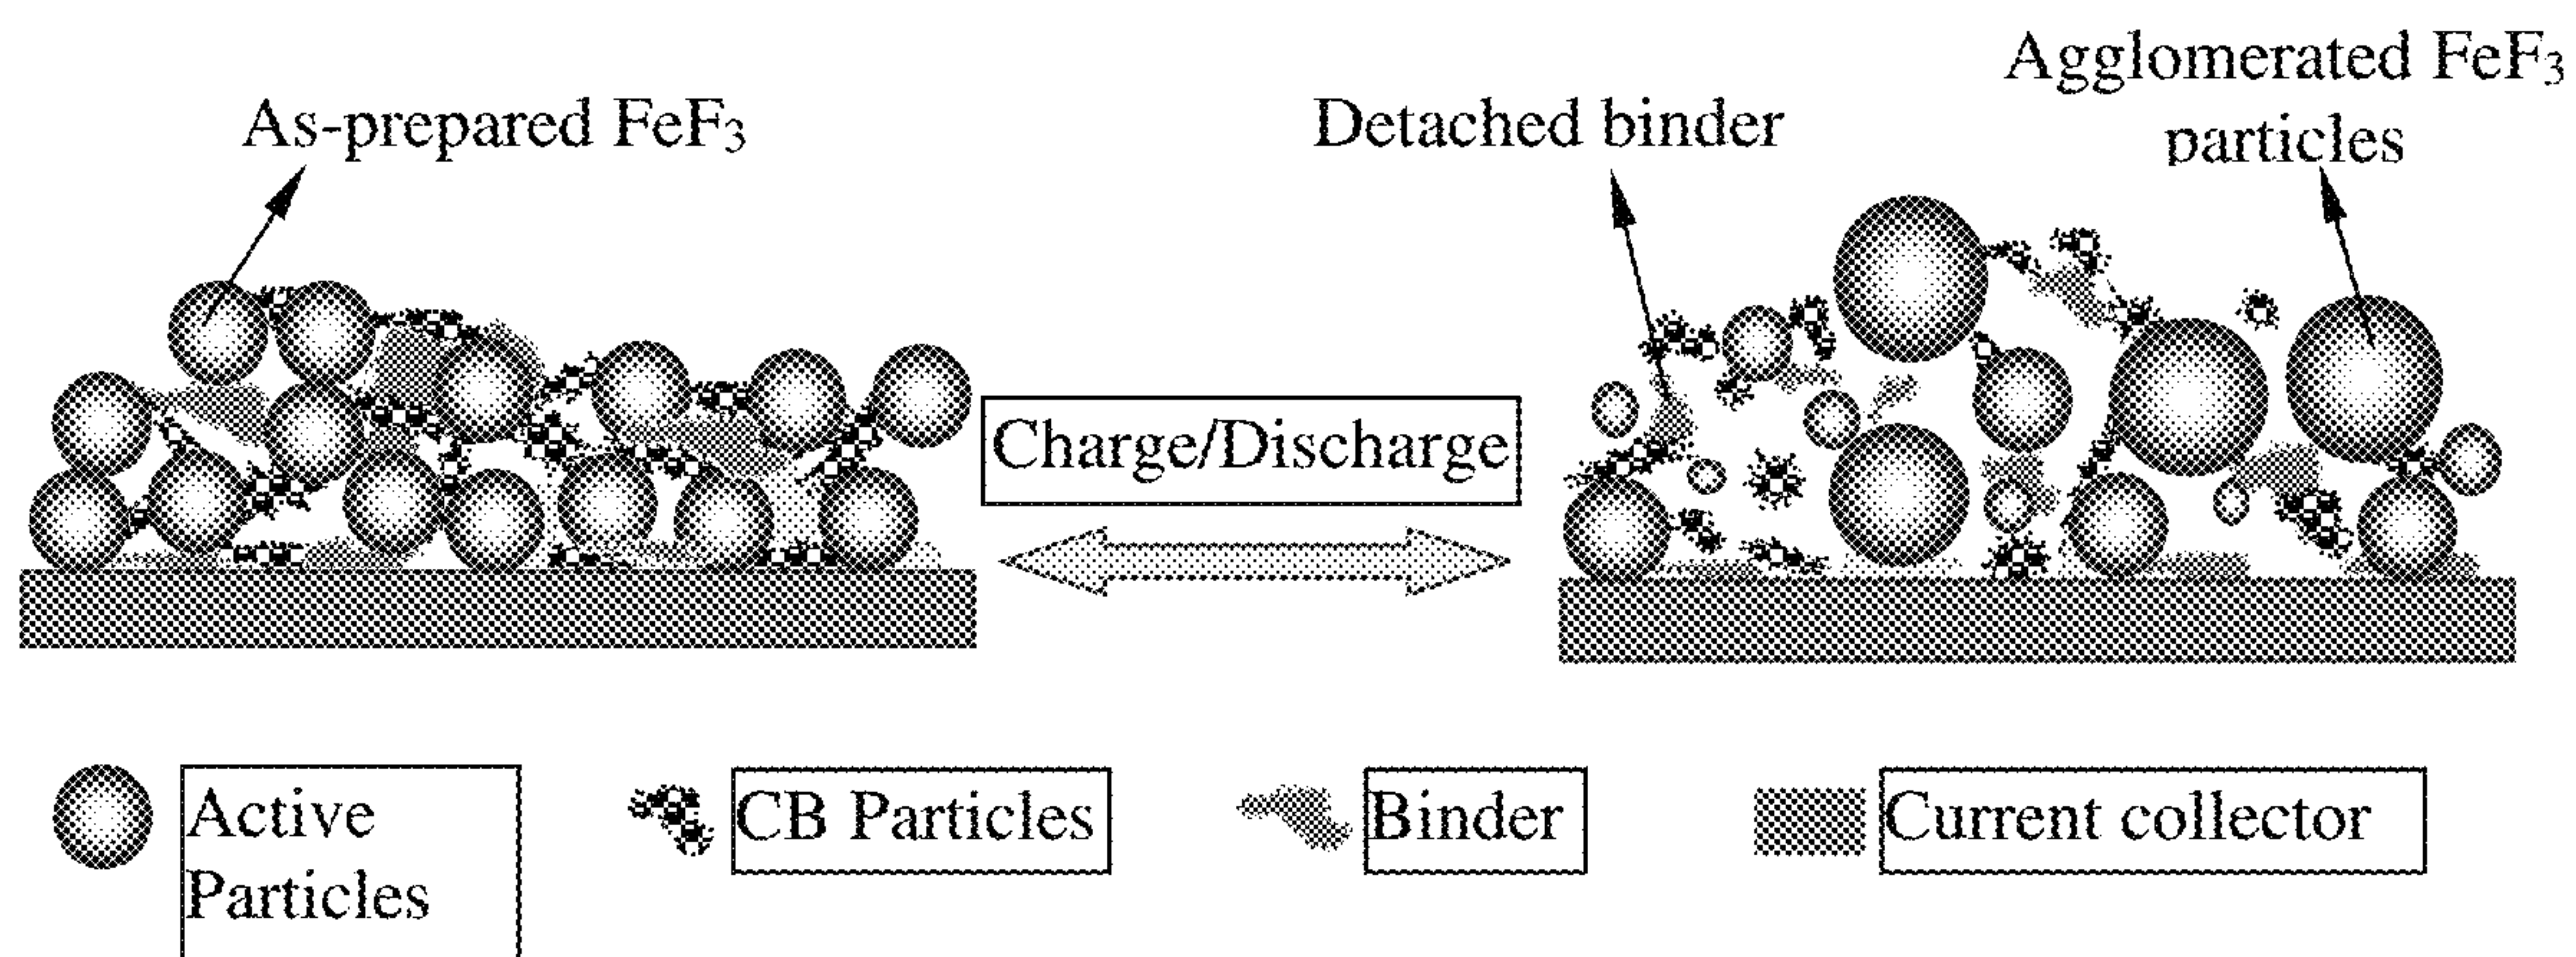 Agglomerated FeF₃
particles
As-prepared FeF₃
Detached binder
Charge/Discharge
Active
Particles
CB Particles
Binder
Current collector